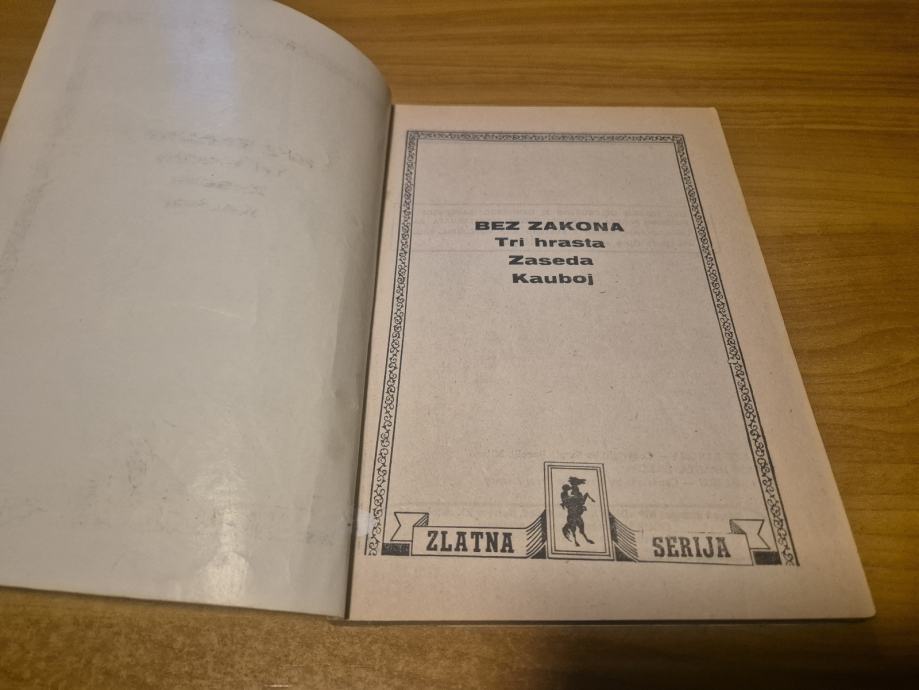 BEZ ZAKONA
Tri hrasta
Zaseda
Kauboj
ZLATNA SERIJA